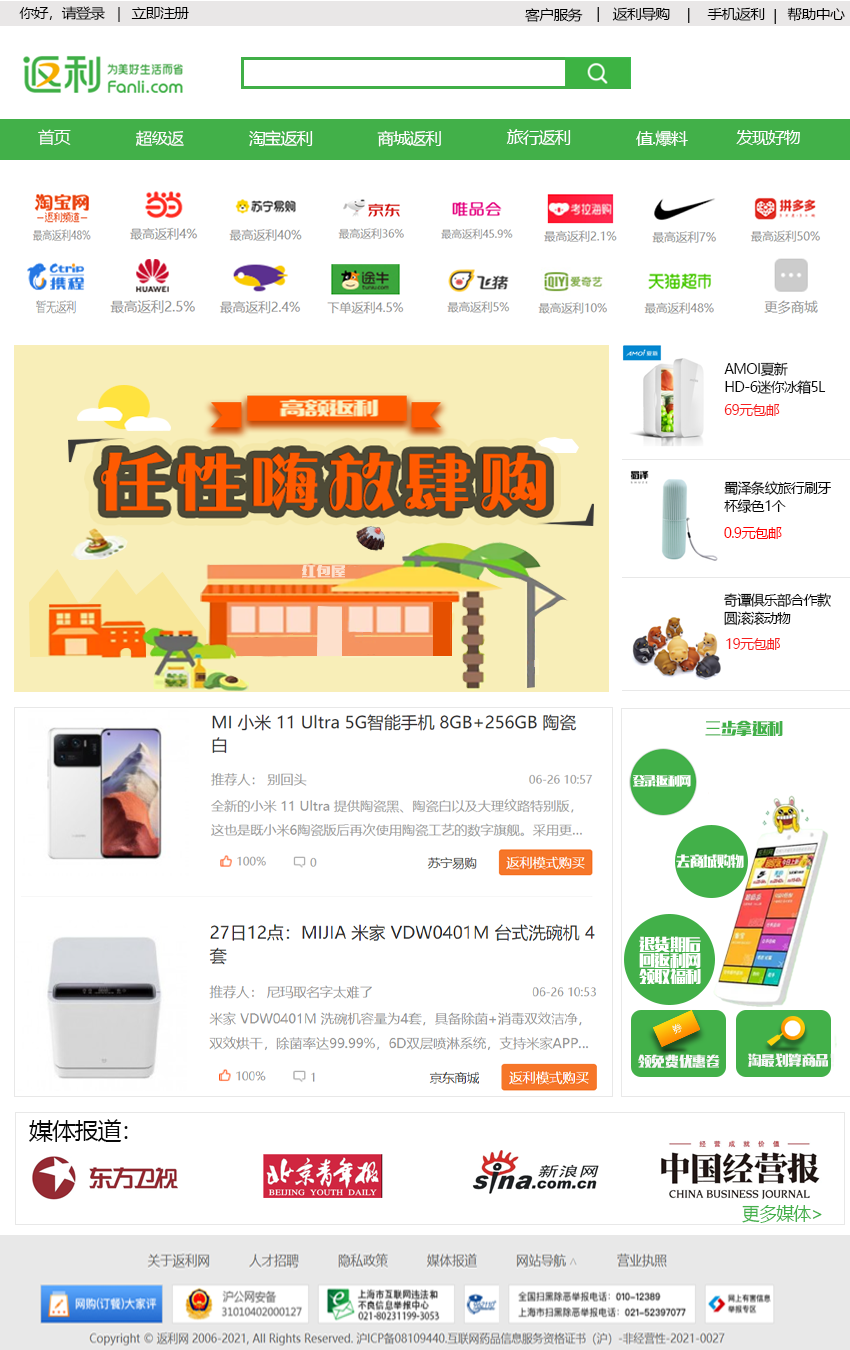 你好，请登录 | 立即注册
客户服务 | 返利导购 | 手机返利 | 帮助中心
返利 为美好生活而省
Fanli.com
首页 超级返 淘宝返利 商城返利 旅行返利 值.爆料 发现好物
淘宝网
返利频道
当当
苏宁易购
京东
唯品会
考拉海购
拼多多
最高返利48% 最高返利4% 最高返利40% 最高返利36% 最高返利45.9% 最高返利2.1% 最高返利7% 最高返利50%
Ctrip
携程
HUAWEI
途牛
飞猪
iQIYI 爱奇艺
天猫超市
暂无返利 最高返利2.5% 最高返利2.4% 下单返利4.5% 最高返利5% 最高返利10% 最高返利48% 更多商城
高额返利
任性嗨放肆购
红包屋
AMOI 夏新
AMOI夏新
HD-6迷你冰箱5L
69元包邮
蜀泽
蜀泽条纹旅行刷牙
杯绿色1个
0.9元包邮
奇谭俱乐部合作款
圆滚滚动物
19元包邮
MI 小米 11 Ultra 5G智能手机 8GB+256GB 陶瓷
白
推荐人： 别回头 06-26 10:57
全新的小米 11 Ultra 提供陶瓷黑、陶瓷白以及大理纹路特别版，
这也是既小米6陶瓷版后再次使用陶瓷工艺的数字旗舰。采用更...
100% 0 苏宁易购 返利模式购买
27日12点：MIJIA 米家 VDW0401M 台式洗碗机 4
套
推荐人： 尼玛取名字太难了 06-26 10:53
米家 VDW0401M 洗碗机容量为4套，具备除菌+消毒双效洁净，
双效烘干，除菌率达99.99%，6D双层喷淋系统，支持米家APP...
100% 1 京东商城 返利模式购买
三步拿返利
登录返利网
去商城购物
退货期后
回返利网
领取福利
券
领免费优惠券
淘最划算商品
媒体报道：
东方卫视
北京青年报
BEIJING YOUTH DAILY
sina 新浪网
.com.cn
经营成就价值
中国经营报
CHINA BUSINESS JOURNAL
更多媒体>
关于返利网 人才招聘 隐私政策 媒体报道 网站导航 ∧ 营业执照
网购(订餐)大家评
沪公网安备
31010402000127
上海市互联网违法和
不良信息举报中心
021-80231199-3053
全国扫黑除恶举报电话：010-12389
上海市扫黑除恶举报电话：021-52397077
网上有害信息
举报专区
Copyright © 返利网 2006-2021, All Rights Reserved. 沪ICP备08109440.互联网药品信息服务资格证书（沪）-非经营性-2021-0027